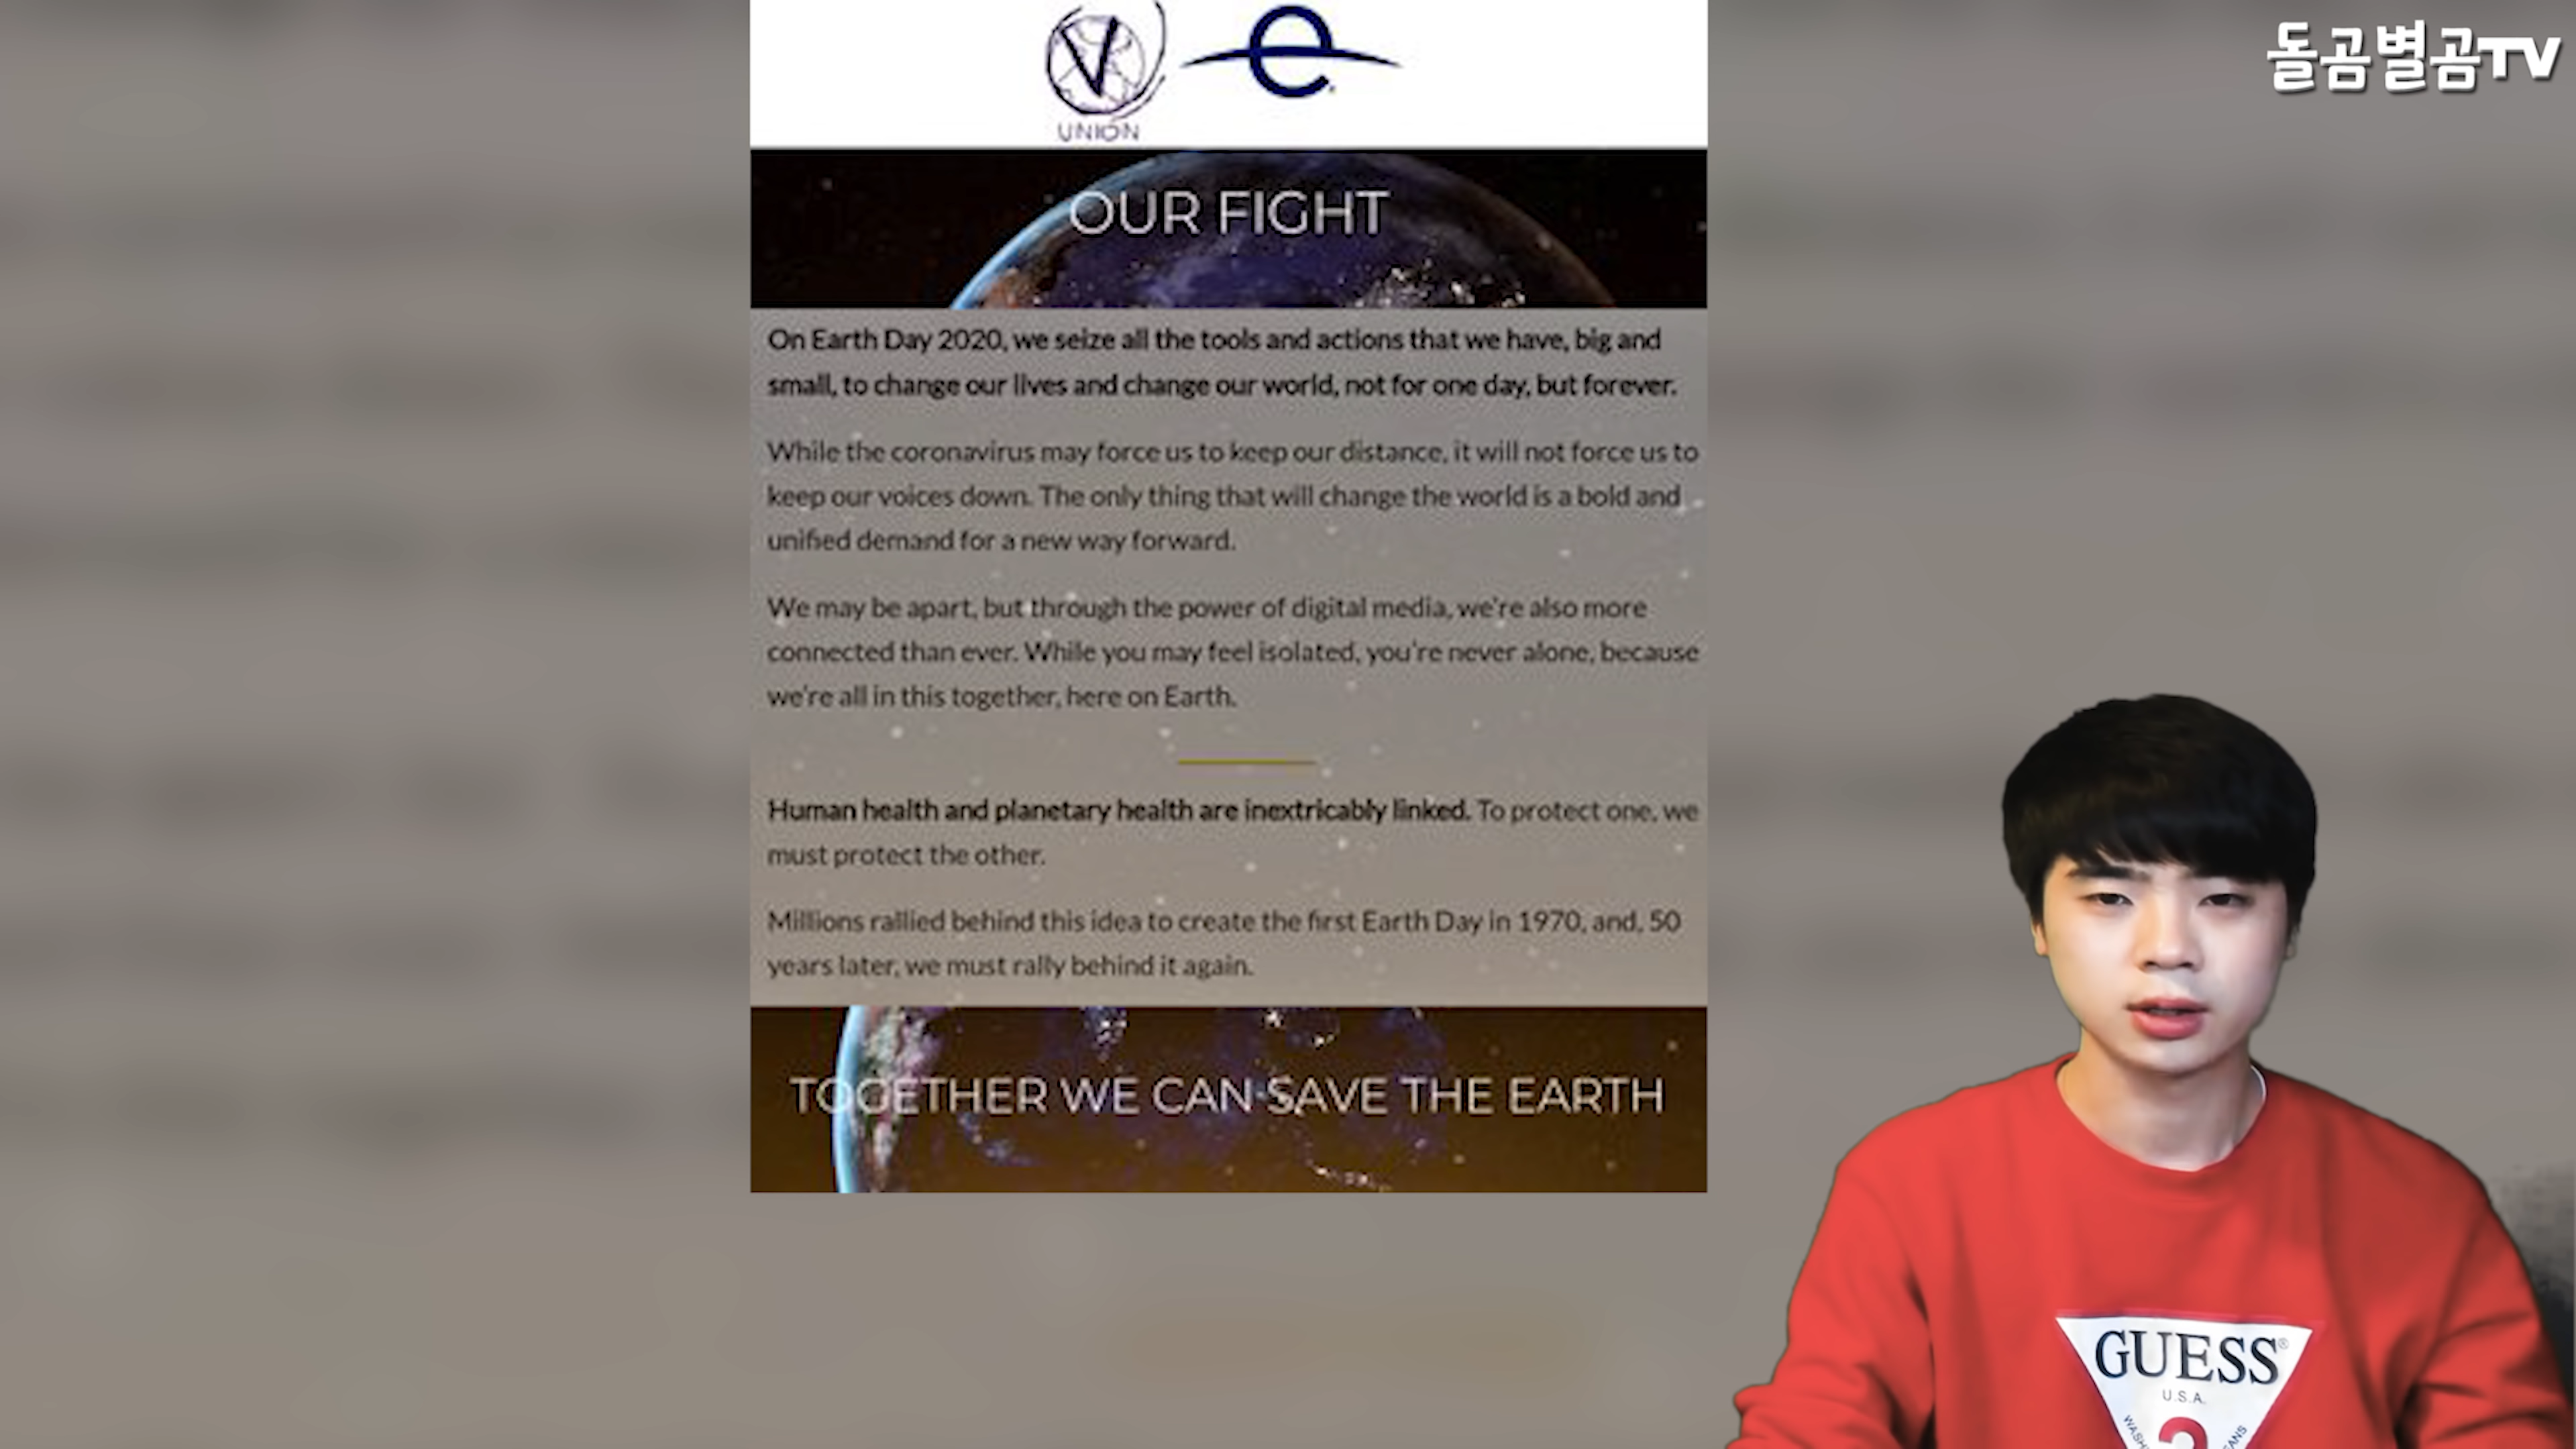 돌곰별곰TV
V
UNION
e
OUR FIGHT
On Earth Day 2020, we seize all the tools and actions that we have, big and
small, to change our lives and change our world, not for one day, but forever.
While the coronavirus may force us to keep our distance, it will not force us to
keep our voices down. The only thing that will change the world is a bold and
unified demand for a new way forward.
We may be apart, but through the power of digital media, we're also more
connected than ever. While you may feel isolated, you're never alone, because
we're all in this together, here on Earth.
Human health and planetary health are inextricably linked. To protect one, we
must protect the other.
Millions rallied behind this idea to create the first Earth Day in 1970, and, 50
years later, we must rally behind it again.
TOGETHER WE CAN SAVE THE EARTH
GUESS®
U.S.A.
?